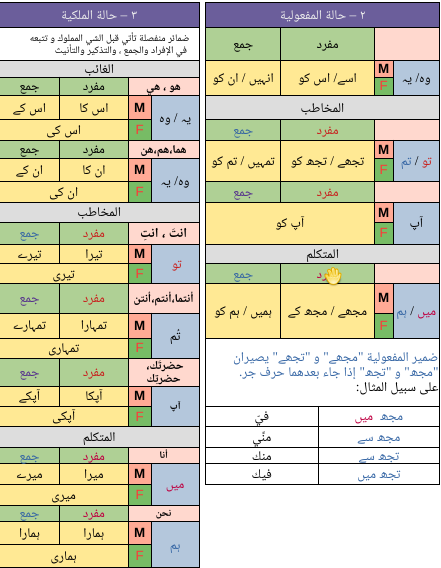 ٢ – حالة المفعولية
مفرد جمع
وہ/ یہ M F اسے/ اس کو انہیں / ان کو
المخاطب
مفرد جمع
تو / تم M F تجھے / تجھ کو تمہیں / تم کو
مفرد جمع
آپ M F آپ کو
المتكلم
جمع
میں / ہم M F مجھے / مجھ کے ہمیں / ہم کو
ضمير المفعولية "مجھے" و "تجھے" يصيران
"مجھ" و "تجھ" إذا جاء بعدهما حرف جر.
على سبيل المثال:
مجھ میں فيّ
مجھ سے منّي
تجھ سے منك
تجھ میں فيك
٣ – حالة الملكية
ضمائر منفصلة تأتي قبل الشي المملوك و تتبعه
في الإفراد والجمع ، والتذكير والتأنيث
الغائب
هو ، هي مفرد جمع
یہ / وہ M اس کا اس کے
F اس کی
هما،هم،هن مفرد جمع
وہ/ یہ M ان کا ان کے
F ان کی
المخاطب
انتَ ، انتِ مفرد جمع
تو M تیرا تیرے
F تیری
أنتما،أنتم،أنتن مفرد جمع
تُم M تمہارا تمہارے
F تمہاری
حضرتك،
حضرتِك مفرد جمع
آپ M آپکا آپکے
F آپکی
المتكلم
أنا مفرد جمع
میں M میرا میرے
F میری
نحن مفرد جمع
ہم M ہمارا ہمارے
F ہماری